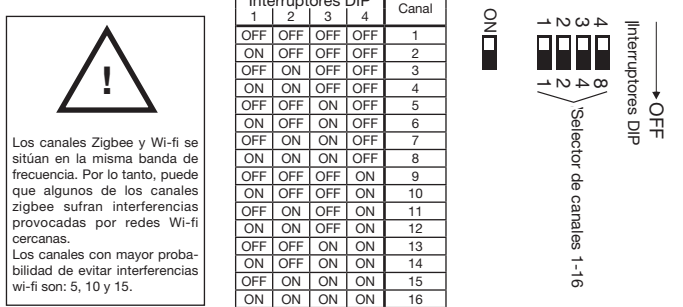 !
Los canales Zigbee y Wi-fi se
sitúan en la misma banda de
frecuencia. Por lo tanto, puede
que algunos de los canales
zigbee sufran interferencias
provocadas por redes Wi-fi
cercanas.
Los canales con mayor proba-
bilidad de evitar interferencias
wi-fi son: 5, 10 y 15.
Interruptores DIP Canal
1 2 3 4
OFF OFF OFF OFF 1
ON OFF OFF OFF 2
OFF ON OFF OFF 3
ON ON OFF OFF 4
OFF OFF ON OFF 5
ON OFF ON OFF 6
OFF ON ON OFF 7
ON ON ON OFF 8
OFF OFF OFF ON 9
ON OFF OFF ON 10
OFF ON OFF ON 11
ON ON OFF ON 12
OFF OFF ON ON 13
ON OFF ON ON 14
OFF ON ON ON 15
ON ON ON ON 16
OFF
Interruptores DIP
1 2 3 4
1 2 4 8
Selector de canales 1-16
ON